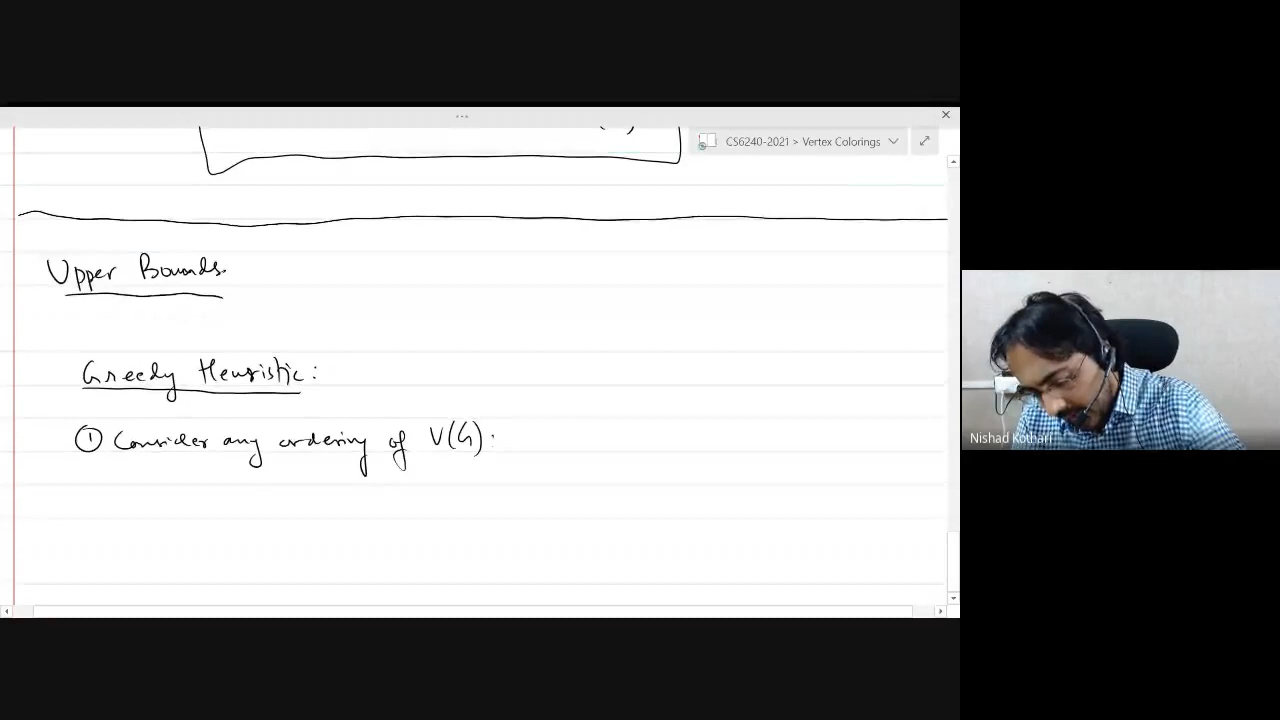 CS6240-2021 > Vertex Colorings
Upper Bounds.
Greedy Heuristic:
① Consider any ordering of V(G):
Nishad Kothari